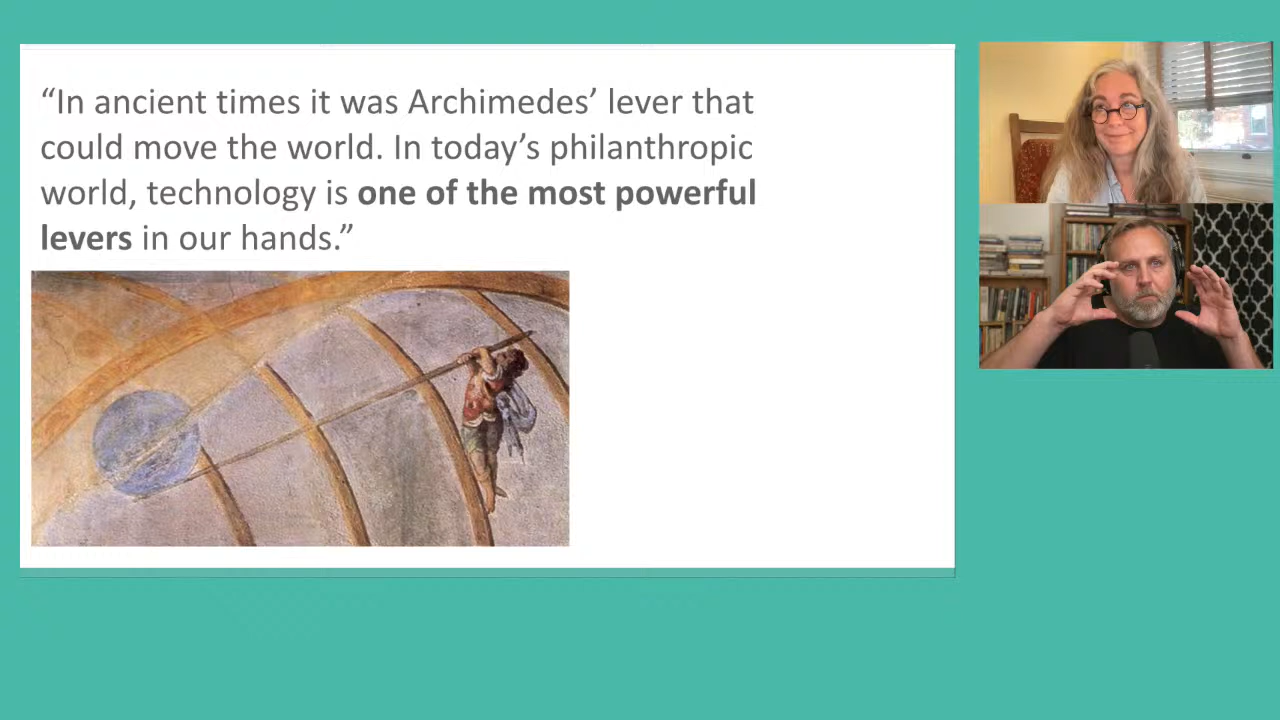 “In ancient times it was Archimedes’ lever that
could move the world. In today’s philanthropic
world, technology is one of the most powerful
levers in our hands.”